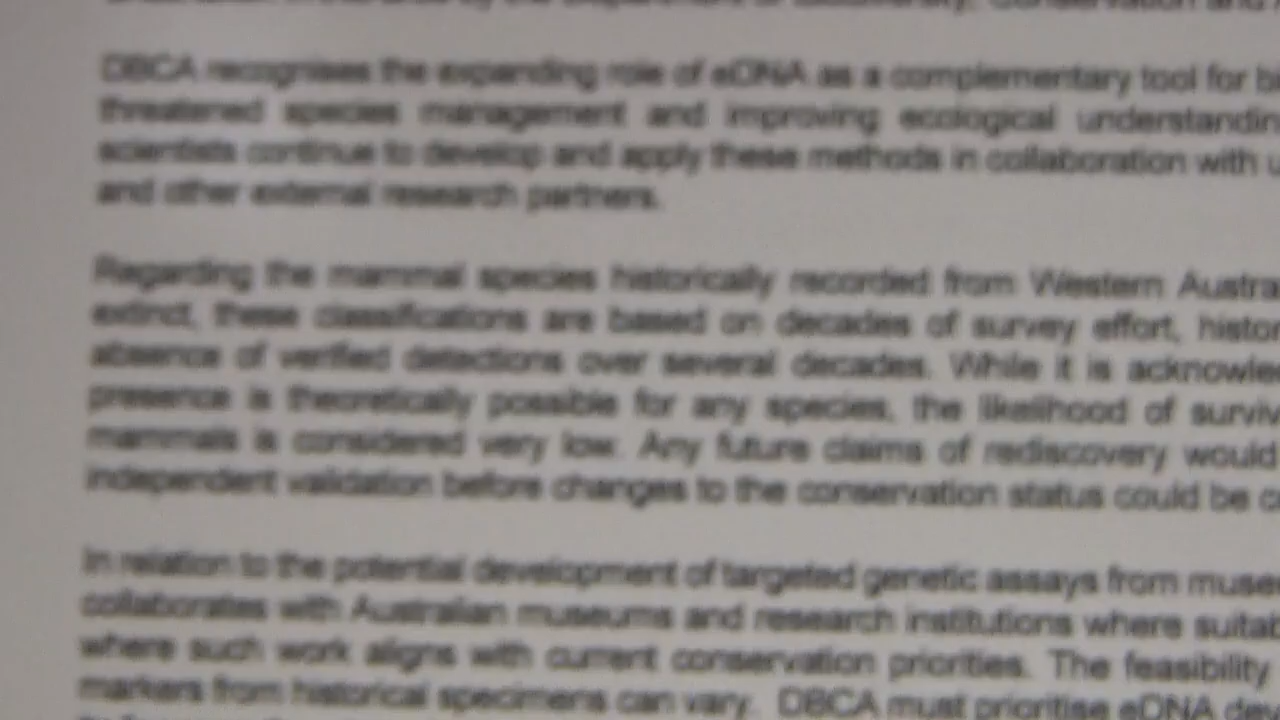 Department of Biodiversity, Conservation and
DBCA recognises the expanding role of eDNA as a complementary tool for
threatened species management and improving ecological
scientists continue to develop and apply these methods in collaboration with
and other external research partners.
Regarding the mammal species historically recorded from Western
extinct, these classifications are based on decades of survey effort,
absence of verified detections over several decades. While it is
presence is theoretically possible for any species, the likelihood of
mammals is considered very low. Any future claims of rediscovery would
independent validation before changes to the conservation status could be
In relation to the potential development of targeted genetic assays from
collaborates with Australian museums and research institutions where
where such work aligns with current conservation priorities. The feasibility
markers from historical specimens can vary. DBCA must prioritise eDNA